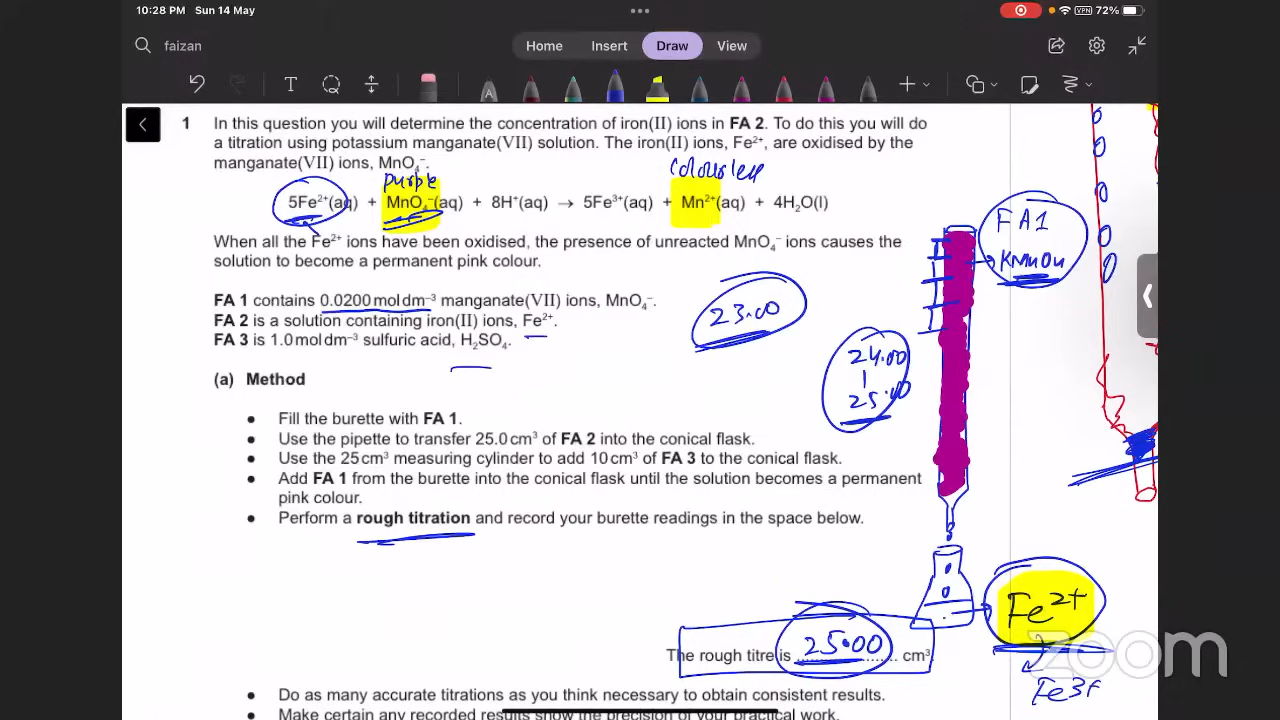 10:28 PM Sun 14 May
VPN 72%
faizan
Home Insert Draw View
T
A
1 In this question you will determine the concentration of iron(II) ions in FA 2. To do this you will do
a titration using potassium manganate(VII) solution. The iron(II) ions, Fe²⁺, are oxidised by the
manganate(VII) ions, MnO₄⁻.
purple colourless
5Fe²⁺(aq) + MnO₄⁻(aq) + 8H⁺(aq) → 5Fe³⁺(aq) + Mn²⁺(aq) + 4H₂O(l)
When all the Fe²⁺ ions have been oxidised, the presence of unreacted MnO₄⁻ ions causes the
solution to become a permanent pink colour.
FA1
KMnO4
FA 1 contains 0.0200 mol dm⁻³ manganate(VII) ions, MnO₄⁻.
FA 2 is a solution containing iron(II) ions, Fe²⁺.
FA 3 is 1.0 mol dm⁻³ sulfuric acid, H₂SO₄.
23.00
24.00
25.00
(a) Method
• Fill the burette with FA 1.
• Use the pipette to transfer 25.0 cm³ of FA 2 into the conical flask.
• Use the 25 cm³ measuring cylinder to add 10 cm³ of FA 3 to the conical flask.
• Add FA 1 from the burette into the conical flask until the solution becomes a permanent
pink colour.
• Perform a rough titration and record your burette readings in the space below.
Fe²⁺
The rough titre is 25.00 cm³.
zoom
Fe3+
• Do as many accurate titrations as you think necessary to obtain consistent results.
• Make certain any recorded results show the precision of your practical work.